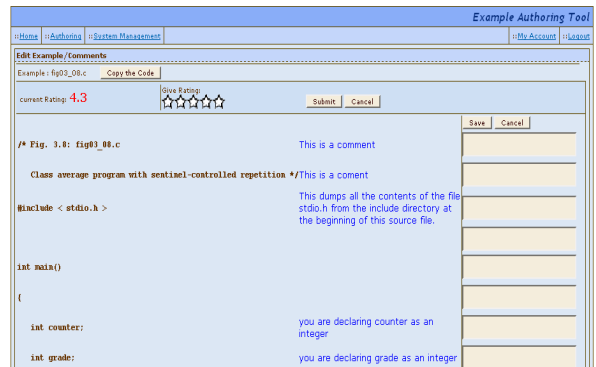 Example Authoring Tool
::Home ::Authoring ::System Management ::My Account ::Logout
Edit Example/Comments
Example : fig03_08.c Copy the Code
current Rating: 4.3 Give Rating: Submit Cancel
Save Cancel
/* Fig. 3.8: fig03_08.c This is a comment
Class average program with sentinel-controlled repetition */ This is a coment
This dumps all the contents of the file
#include < stdio.h > stdio.h from the include directory at
the beginning of this source file.
int main()
{
int counter; you are declaring counter as an
integer
int grade; you are declaring grade as an integer